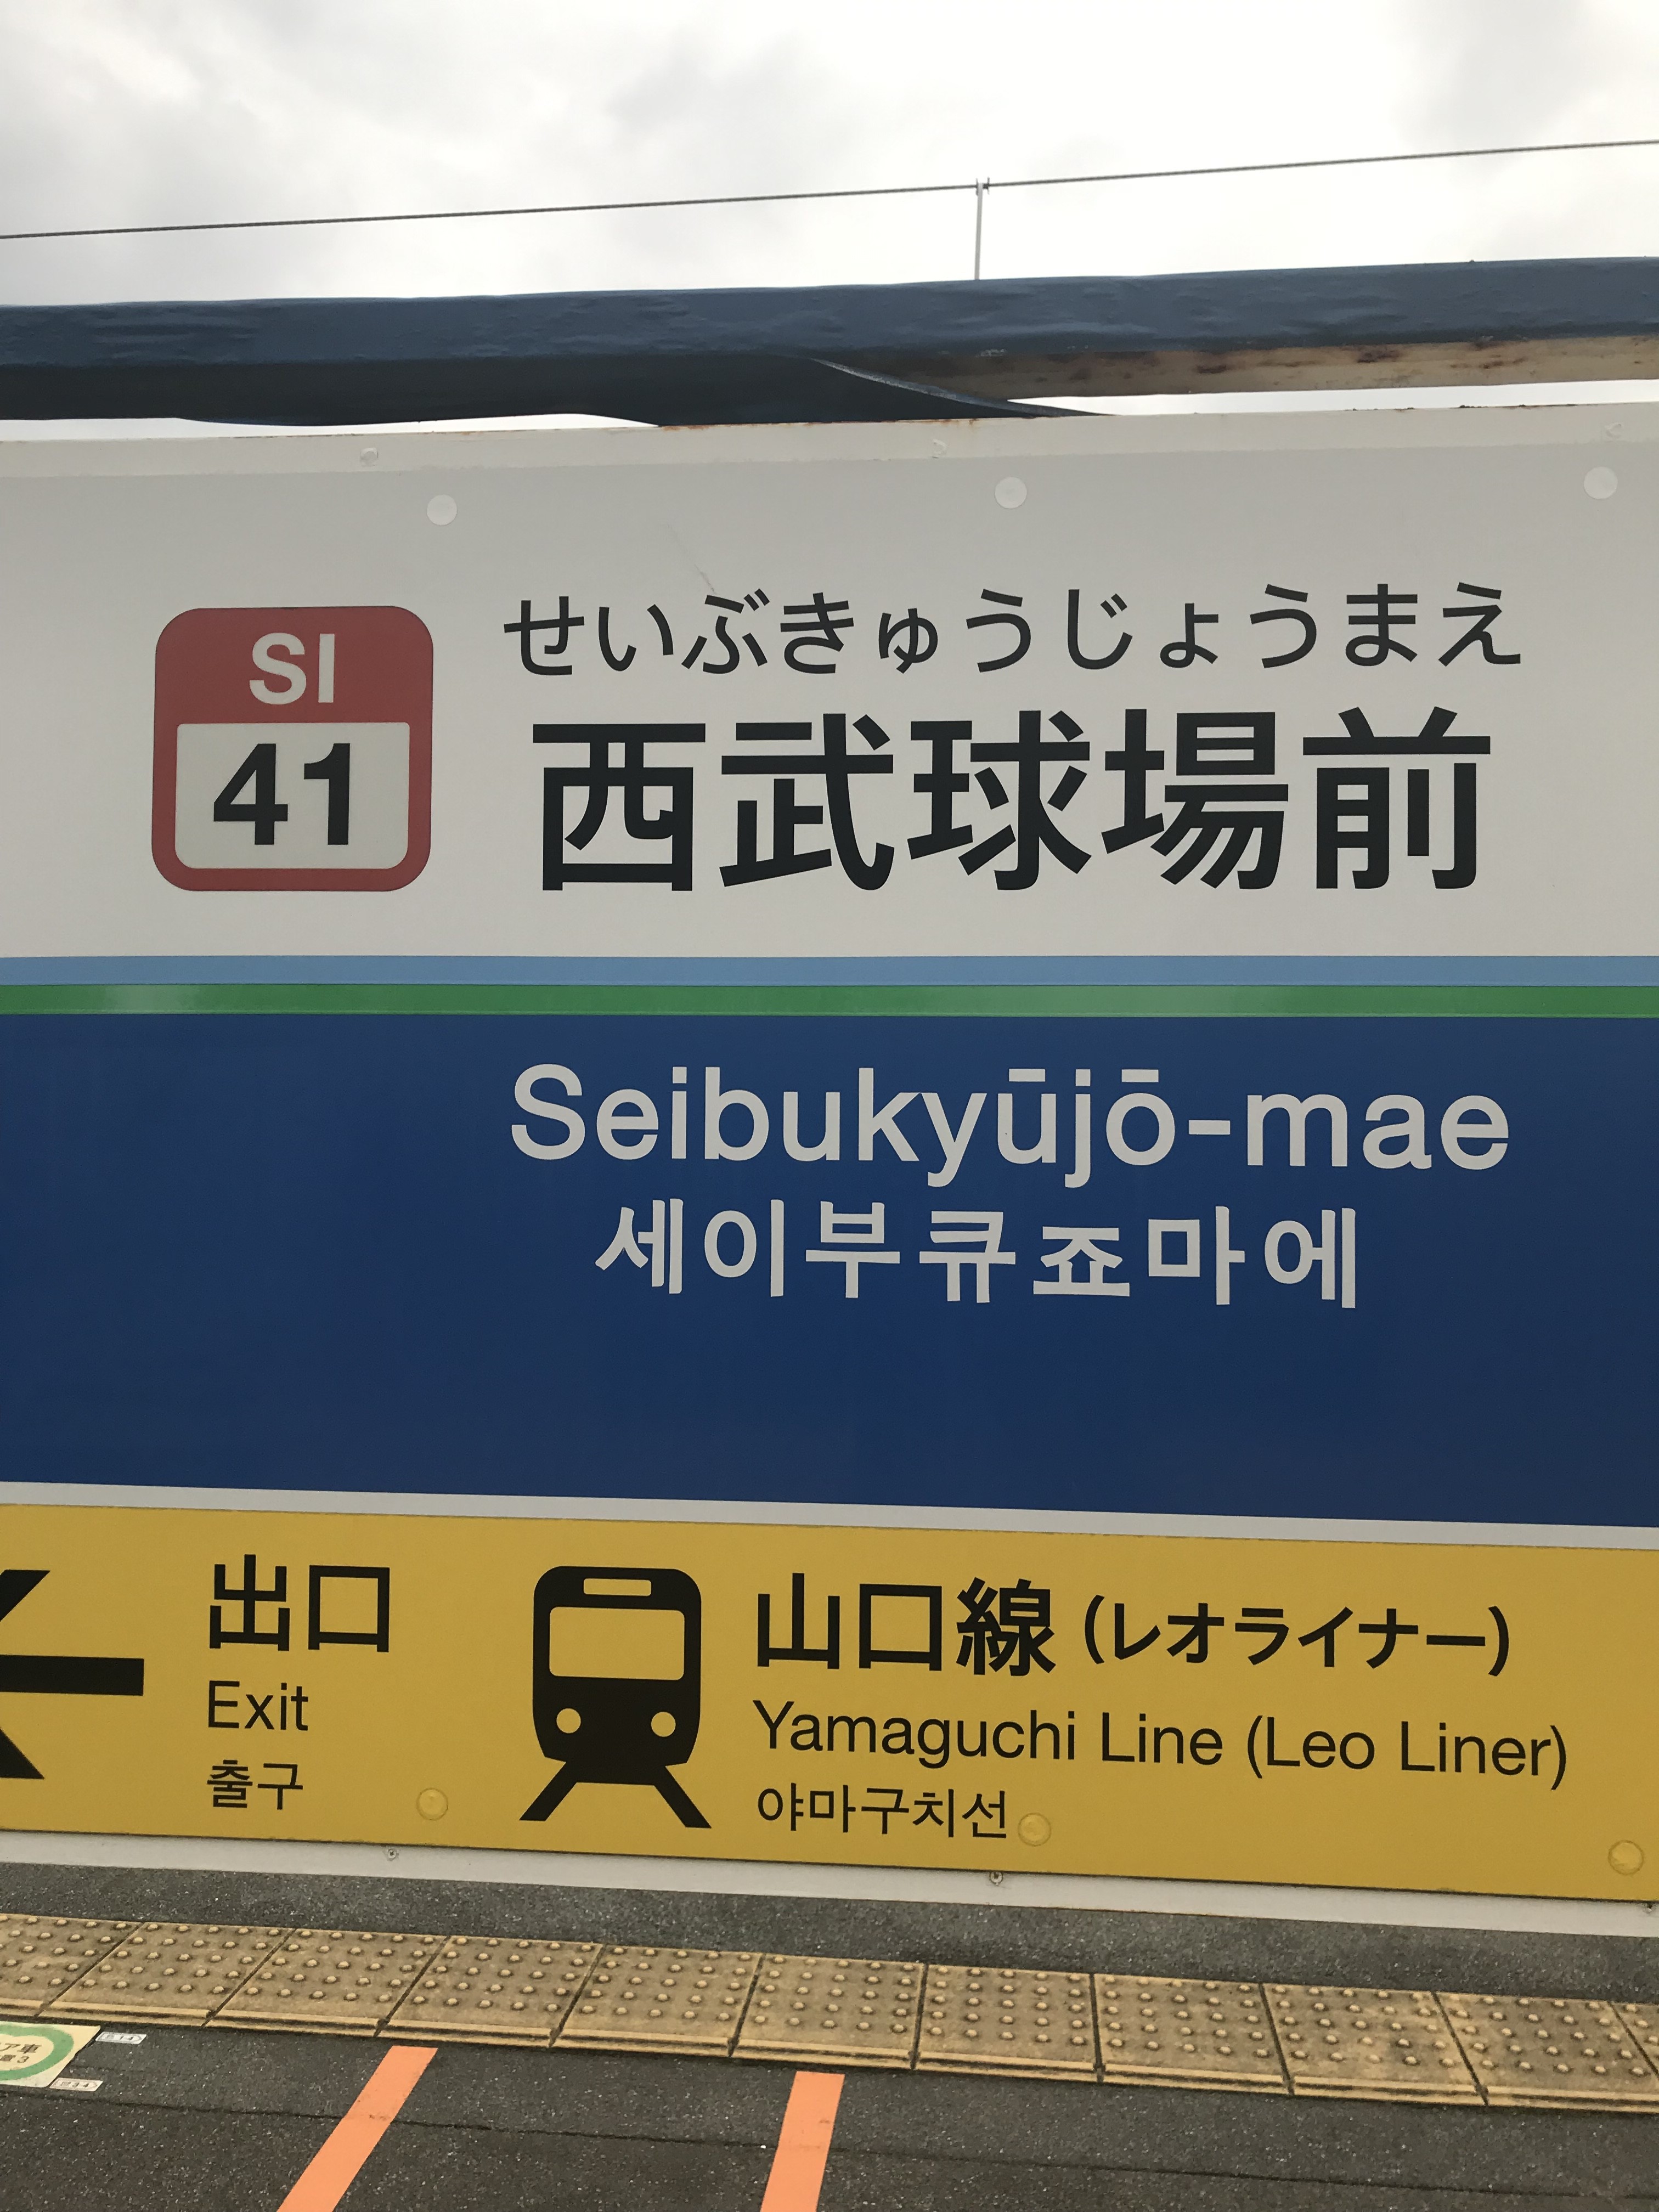 SI
41
せいぶきゅうじょうまえ
西武球場前
Seibukyūjō-mae
세이부큐죠마에
出口
Exit
출구
山口線(レオライナー)
Yamaguchi Line (Leo Liner)
야마구치선